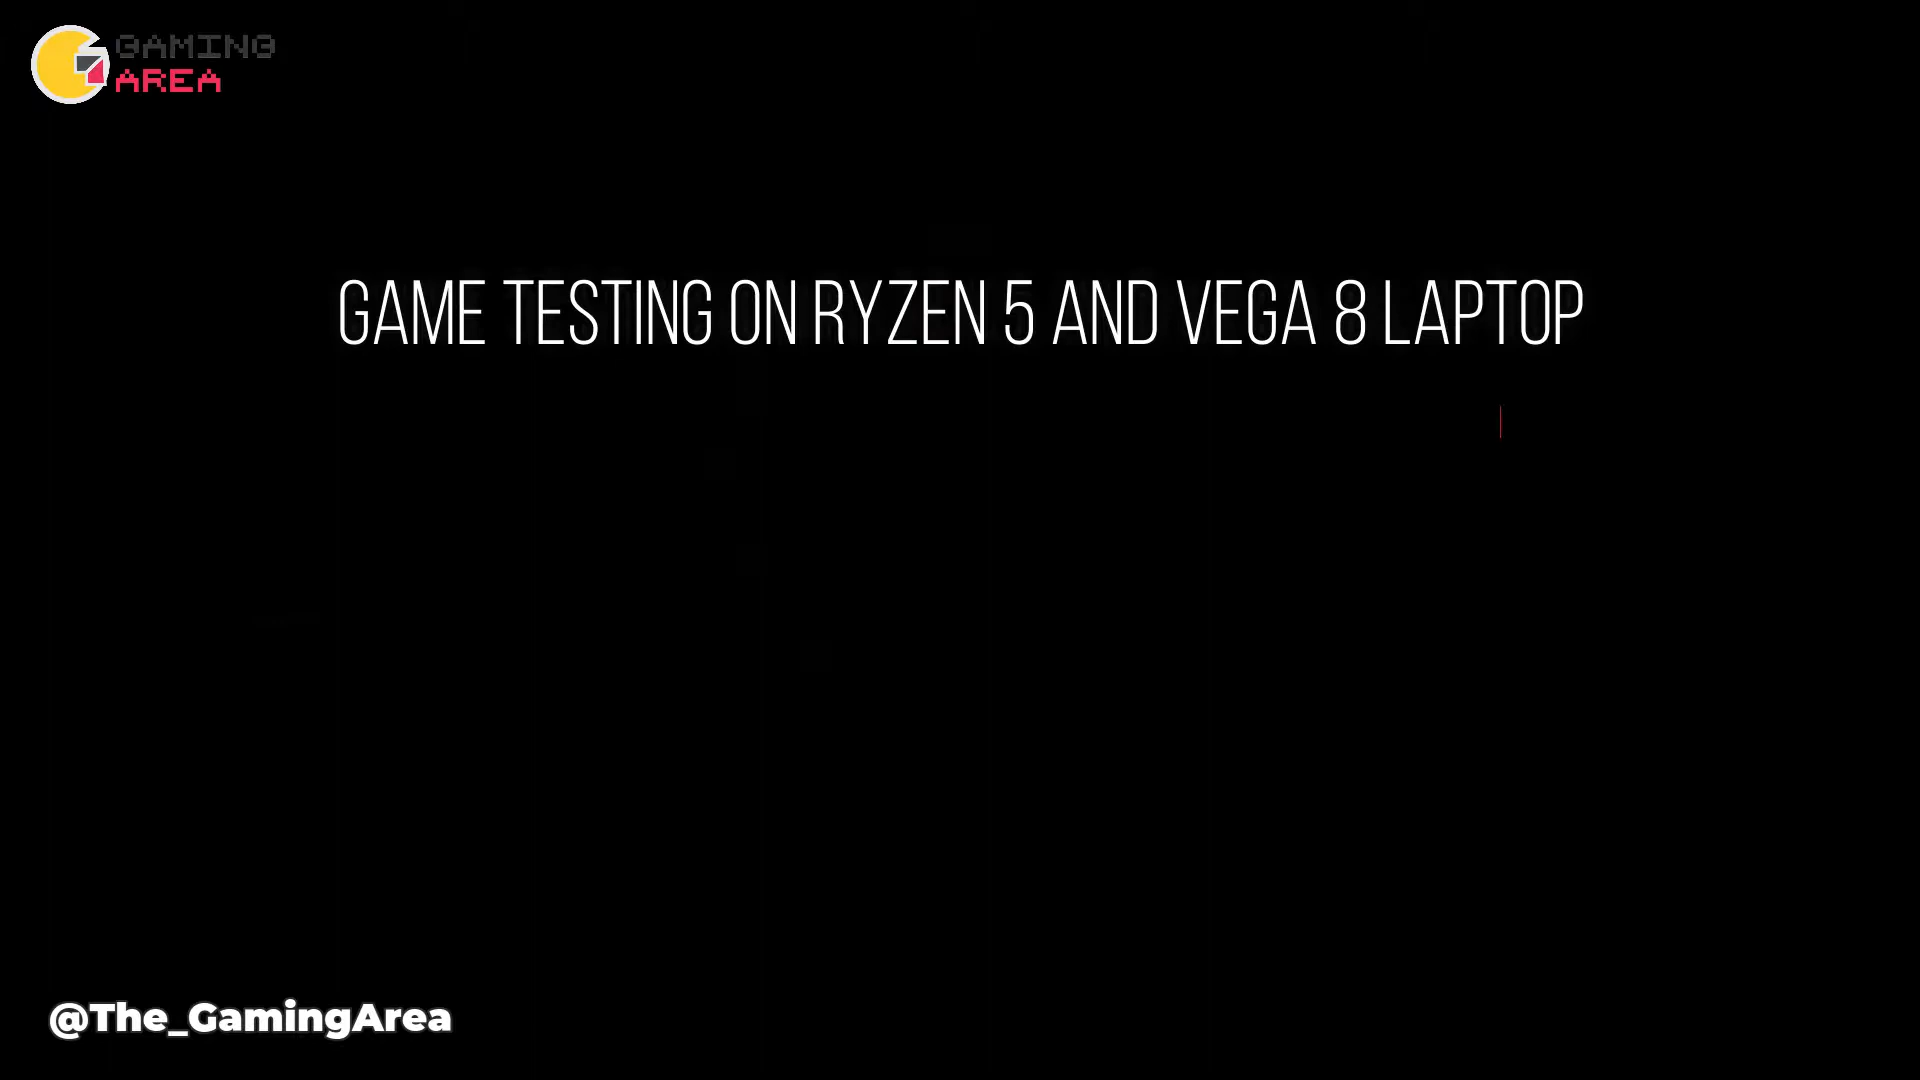 GAMING
AREA
GAME TESTING ON RYZEN 5 AND VEGA 8 LAPTOP
@The_GamingArea